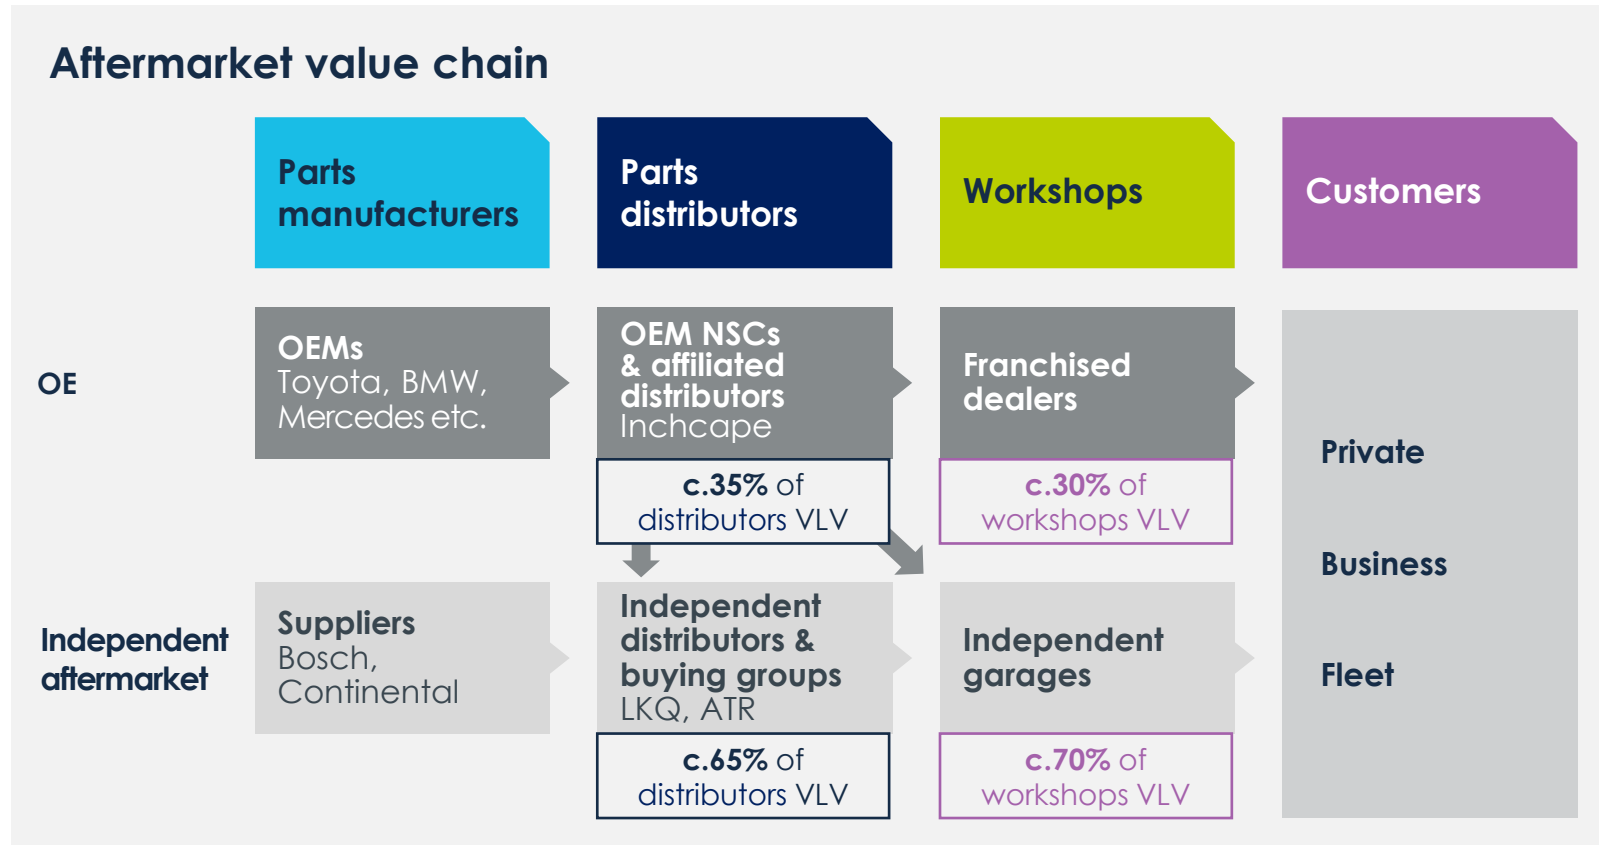 Aftermarket value chain
Parts
manufacturers
Parts
distributors
Workshops
Customers
OE
OEMs
Toyota, BMW,
Mercedes etc.
OEM NSCs
& affiliated
distributors
Inchcape
c.35% of
distributors VLV
Franchised
dealers
c.30% of
workshops VLV
Independent
aftermarket
Suppliers
Bosch,
Continental
Independent
distributors &
buying groups
LKQ, ATR
c.65% of
distributors VLV
Independent
garages
c.70% of
workshops VLV
Private
Business
Fleet